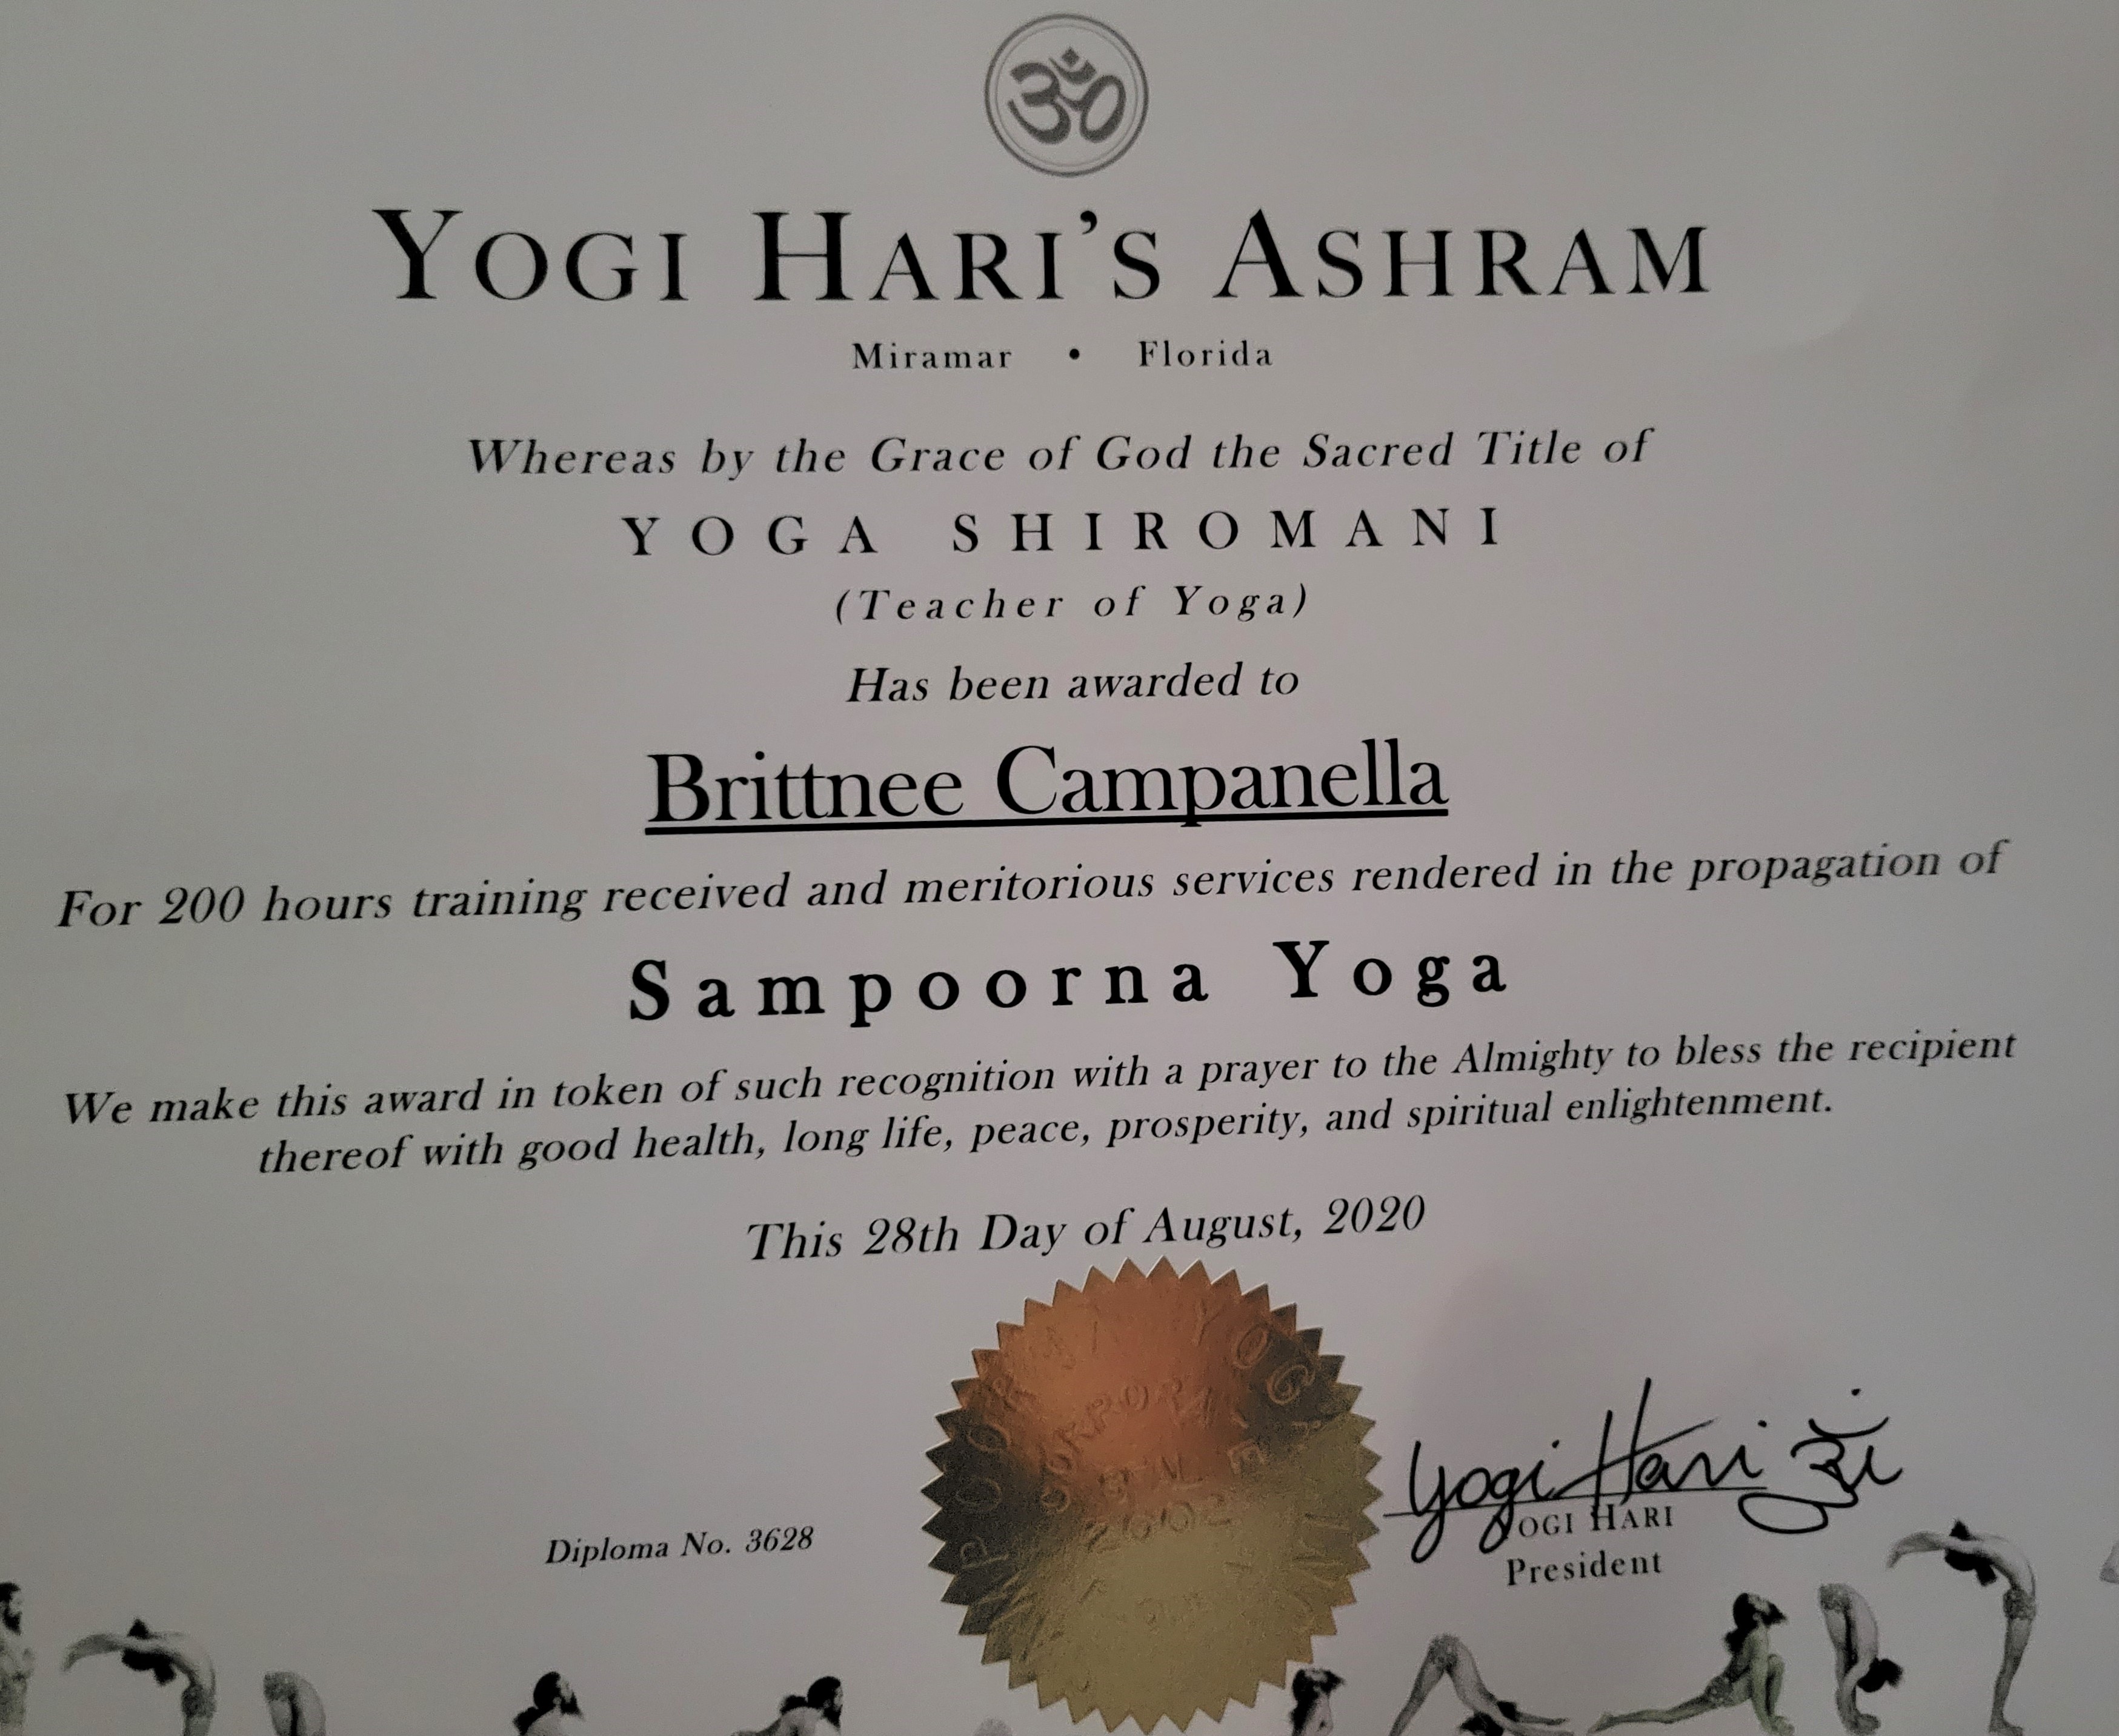 ॐ
YOGI HARI'S ASHRAM
Miramar • Florida
Whereas by the Grace of God the Sacred Title of
YOGA SHIROMANI
(Teacher of Yoga)
Has been awarded to
Brittnee Campanella
For 200 hours training received and meritorious services rendered in the propagation of
Sampoorna Yoga
We make this award in token of such recognition with a prayer to the Almighty to bless the recipient
thereof with good health, long life, peace, prosperity, and spiritual enlightenment.
This 28th Day of August, 2020
Yogi Hari ॐ
YOGI HARI
President
Diploma No. 3628
2002